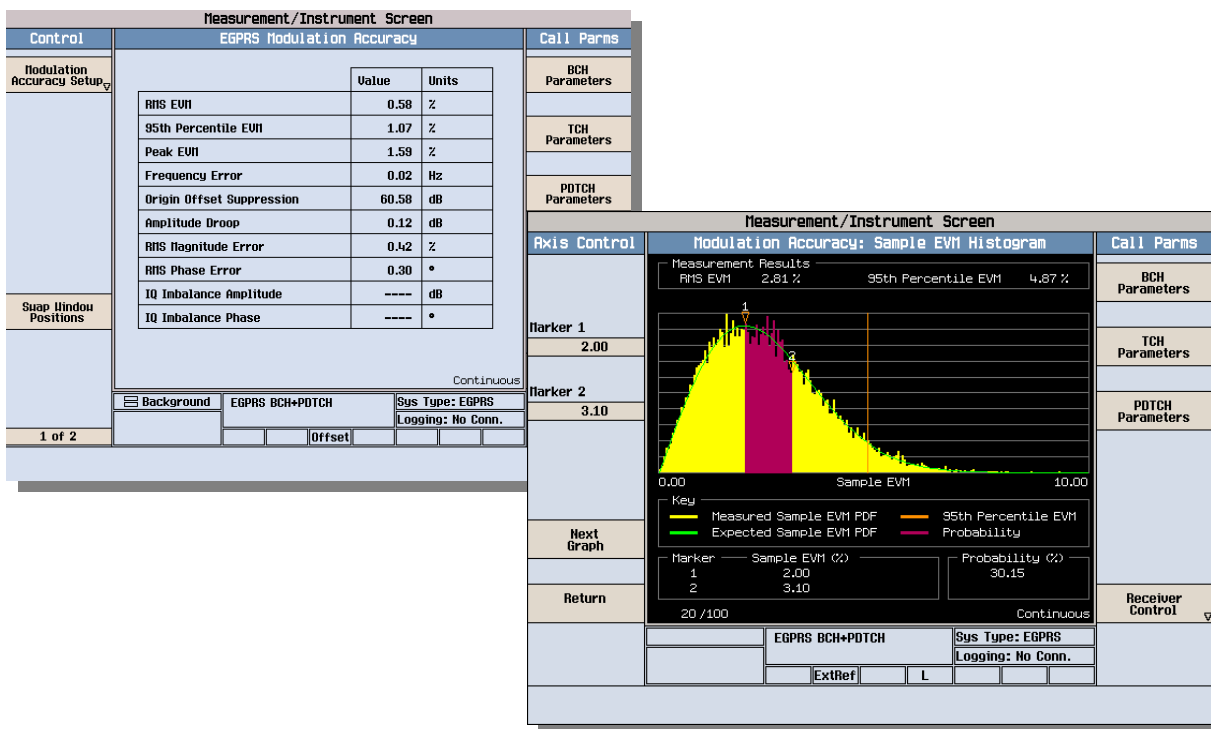 Measurement/Instrument Screen
Control
EGPRS Modulation Accuracy
Call Parms
Modulation
Accuracy Setup
Value Units
RMS EVM 0.58 %
95th Percentile EVM 1.07 %
Peak EVM 1.59 %
Frequency Error 0.02 Hz
Origin Offset Suppression 60.58 dB
Amplitude Droop 0.12 dB
RMS Magnitude Error 0.42 %
RMS Phase Error 0.30 °
IQ Imbalance Amplitude ---- dB
IQ Imbalance Phase ---- °
Continuous
Swap Window
Positions
1 of 2
BCH
Parameters
TCH
Parameters
PDTCH
Parameters
Background
EGPRS BCH+PDTCH
Sys Type: EGPRS
Logging: No Conn.
Offset
Measurement/Instrument Screen
Axis Control
Modulation Accuracy: Sample EVM Histogram
Call Parms
Measurement Results
RMS EVM 2.81 % 95th Percentile EVM 4.87 %
1
2
0.00 Sample EVM 10.00
Key
Measured Sample EVM PDF 95th Percentile EVM
Expected Sample EVM PDF Probability
Marker Sample EVM (%) Probability (%)
1 2.00 30.15
2 3.10
20/100 Continuous
Marker 1
2.00
Marker 2
3.10
Next
Graph
Return
BCH
Parameters
TCH
Parameters
PDTCH
Parameters
Receiver
Control
EGPRS BCH+PDTCH
Sys Type: EGPRS
Logging: No Conn.
ExtRef L